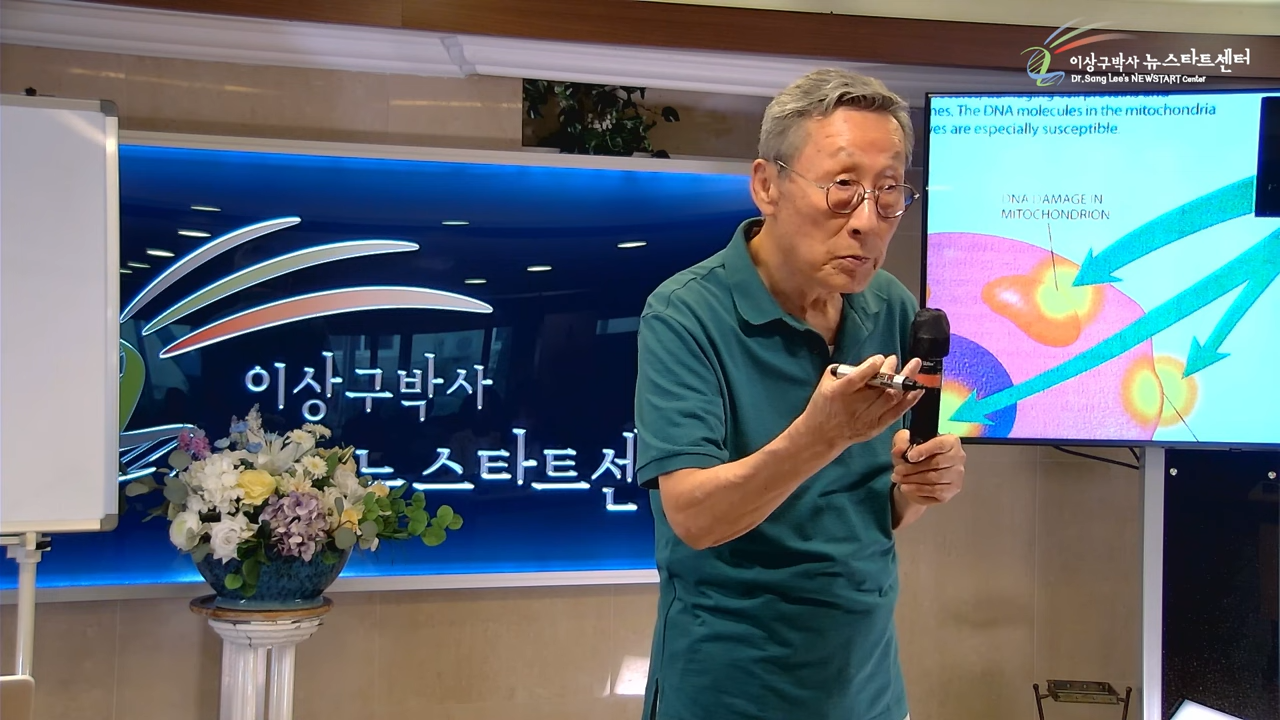 이상구박사 뉴스타트센터
Dr. Sang Lee's NEWSTART Center
nes. The DNA molecules in the mitochondria
ves are especially susceptible.
DNA DAMAGE IN
MITOCHONDRION
이상구박사
뉴스타트센